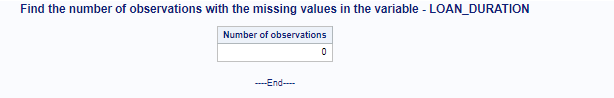 Find the number of observations with the missing values in the variable - LOAN_DURATION
Number of observations
0
----End----